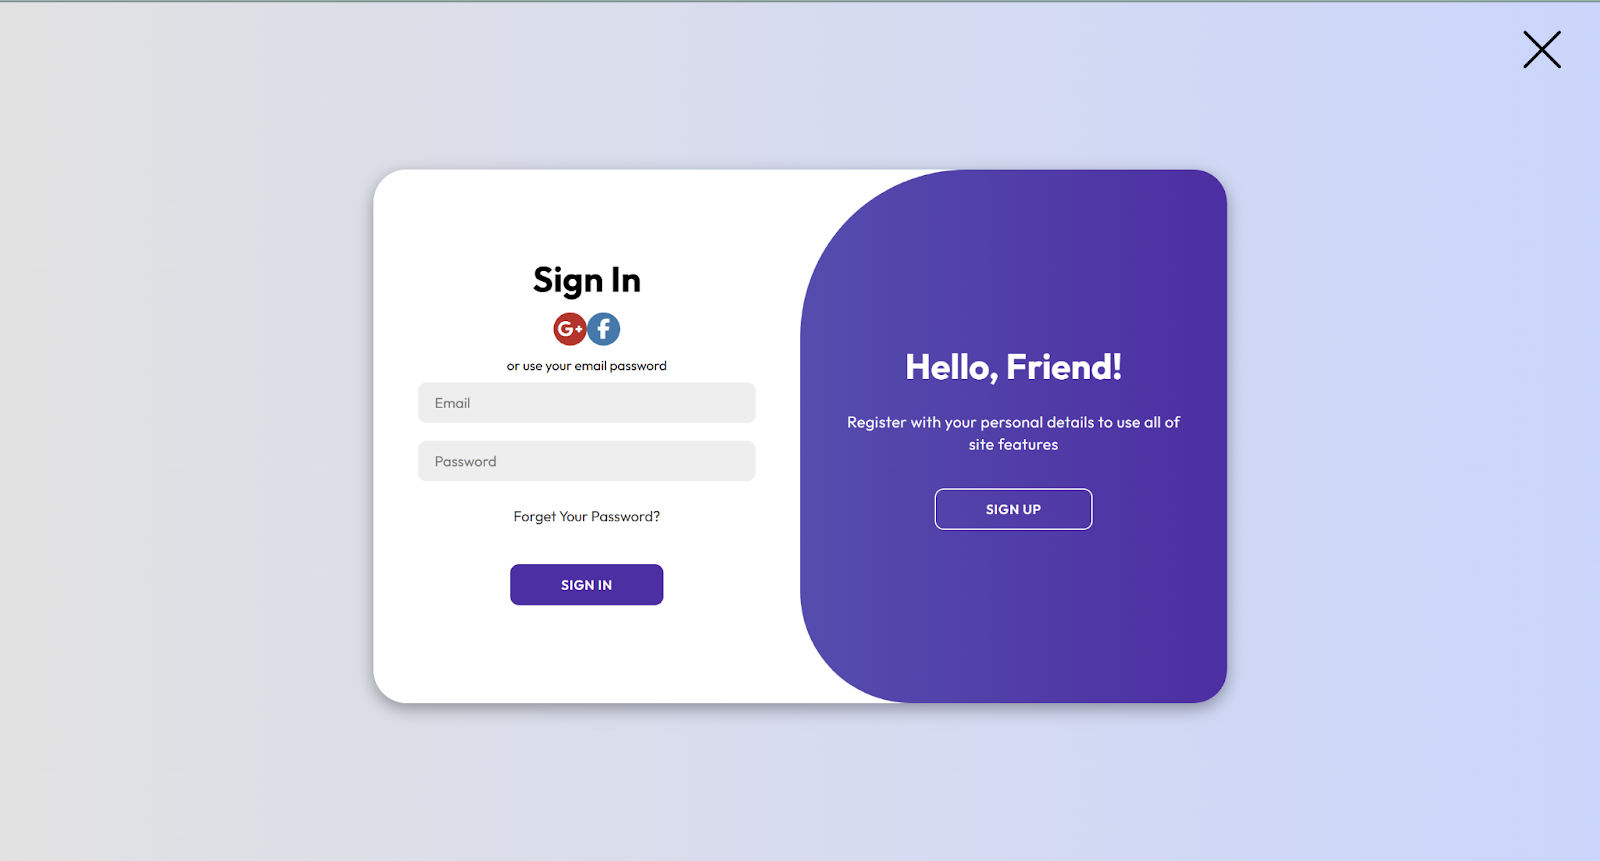 Sign In
G+ f
or use your email password
Email
Password
Forget Your Password?
SIGN IN
Hello, Friend!
Register with your personal details to use all of
site features
SIGN UP